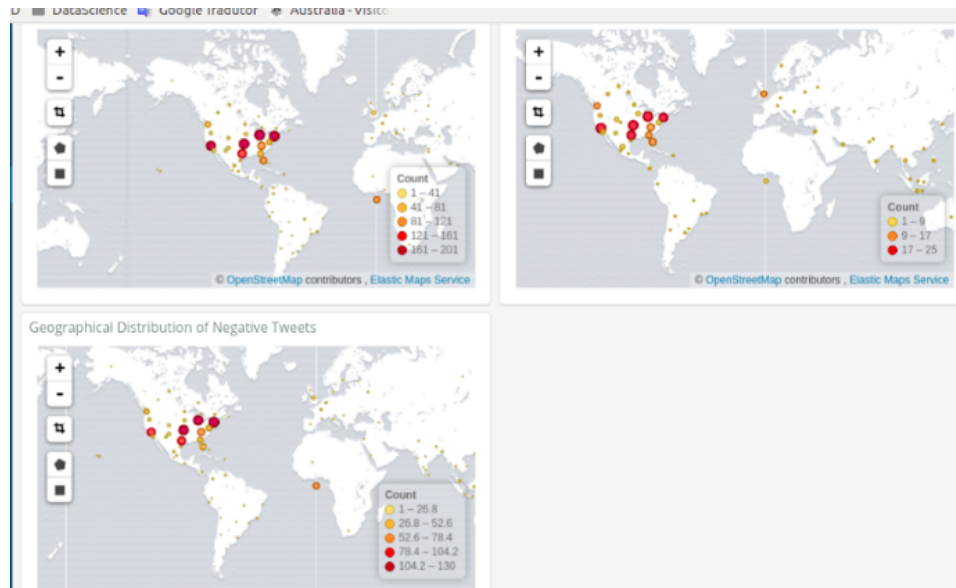 DataScience Google Tradutor Australia - Visito
+
-
Count
1 – 41
41 – 81
81 – 121
121 – 161
161 – 201
© OpenStreetMap contributors , Elastic Maps Service
+
-
Count
1 – 9
9 – 17
17 – 25
© OpenStreetMap contributors , Elastic Maps Service
Geographical Distribution of Negative Tweets
+
-
Count
1 – 26.8
26.8 – 52.6
52.6 – 78.4
78.4 – 104.2
104.2 – 130